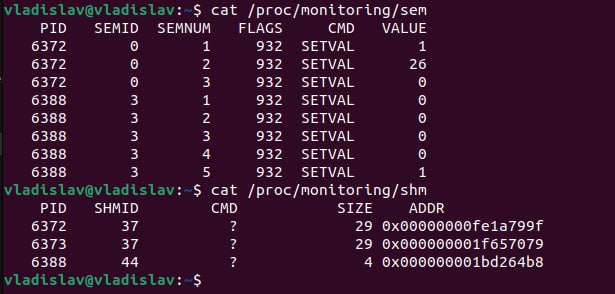 vladislav@vladislav:~$ cat /proc/monitoring/sem
PID SEMID SEMNUM FLAGS CMD VALUE
6372 0 1 932 SETVAL 1
6372 0 2 932 SETVAL 26
6372 0 3 932 SETVAL 0
6388 3 1 932 SETVAL 0
6388 3 2 932 SETVAL 0
6388 3 3 932 SETVAL 0
6388 3 4 932 SETVAL 0
6388 3 5 932 SETVAL 1
vladislav@vladislav:~$ cat /proc/monitoring/shm
PID SHMID CMD SIZE ADDR
6372 37 ? 29 0x00000000fe1a799f
6373 37 ? 29 0x000000001f657079
6388 44 ? 4 0x000000001bd264b8
vladislav@vladislav:~$